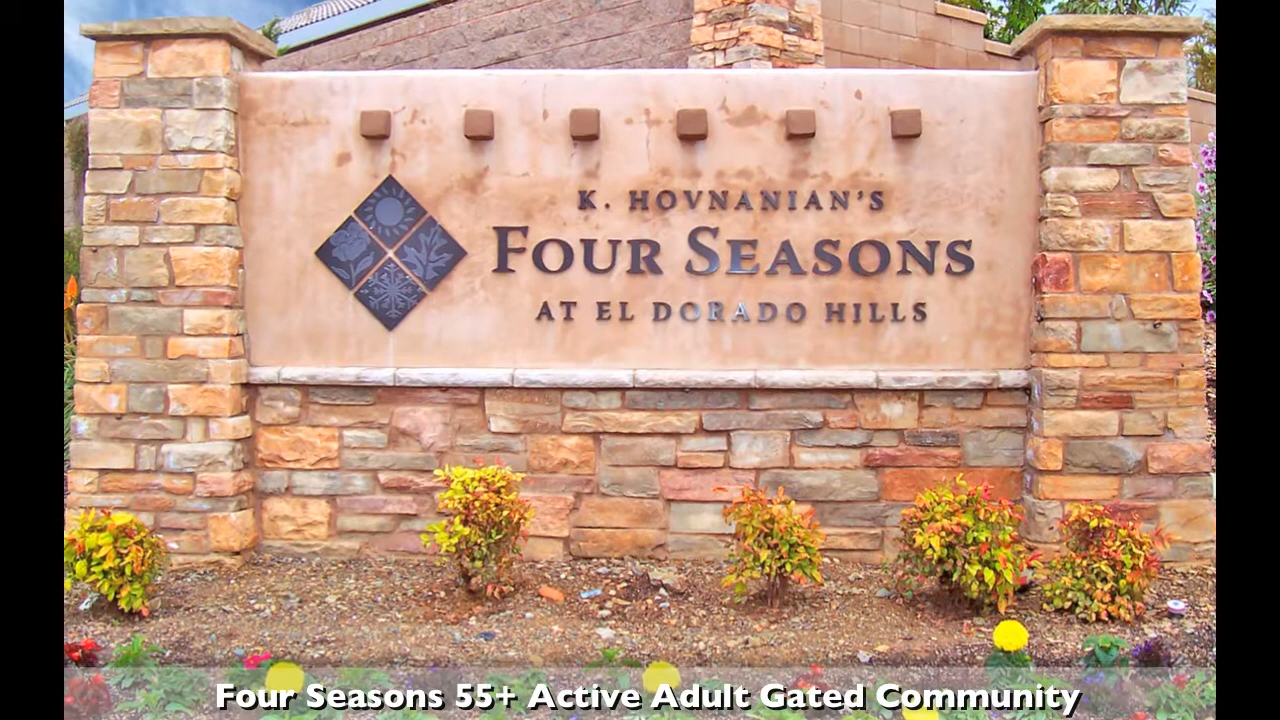 K. HOVNANIAN'S
FOUR SEASONS
AT EL DORADO HILLS
Four Seasons 55+ Active Adult Gated Community